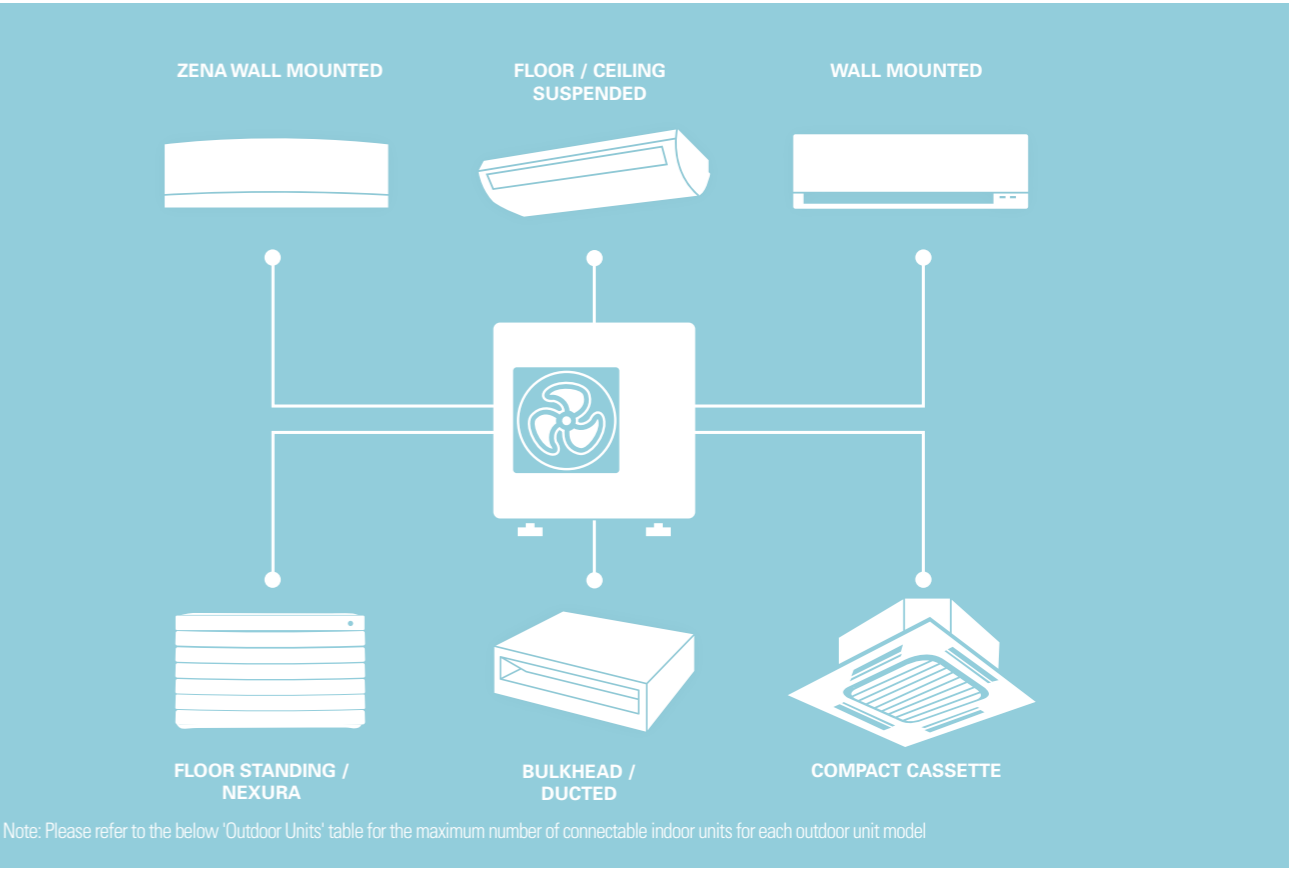 ZENA WALL MOUNTED
FLOOR / CEILING
SUSPENDED
WALL MOUNTED
FLOOR STANDING /
NEXURA
BULKHEAD /
DUCTED
COMPACT CASSETTE
Note: Please refer to the below 'Outdoor Units' table for the maximum number of connectable indoor units for each outdoor unit model